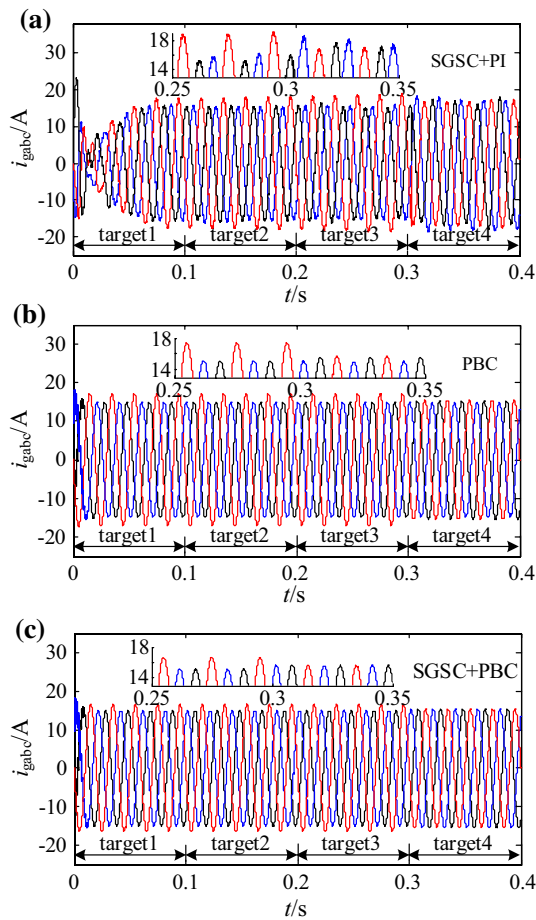 (a)
18
14
0.25
0.3
0.35
SGSC+PI
30
20
10
0
-10
-20
i_gabc/A
target1
target2
target3
target4
0
0.1
0.2
0.3
0.4
t/s
(b)
18
14
0.25
0.3
0.35
PBC
30
20
10
0
-10
-20
i_gabc/A
target1
target2
target3
target4
0
0.1
0.2
0.3
0.4
t/s
(c)
18
14
0.25
0.3
0.35
SGSC+PBC
30
20
10
0
-10
-20
i_gabc/A
target1
target2
target3
target4
0
0.1
0.2
0.3
0.4
t/s